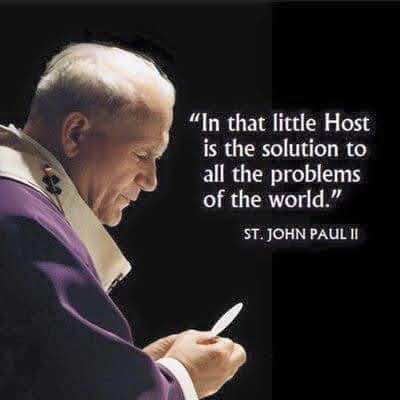 “In that little Host
is the solution to
all the problems
of the world.”
ST. JOHN PAUL II